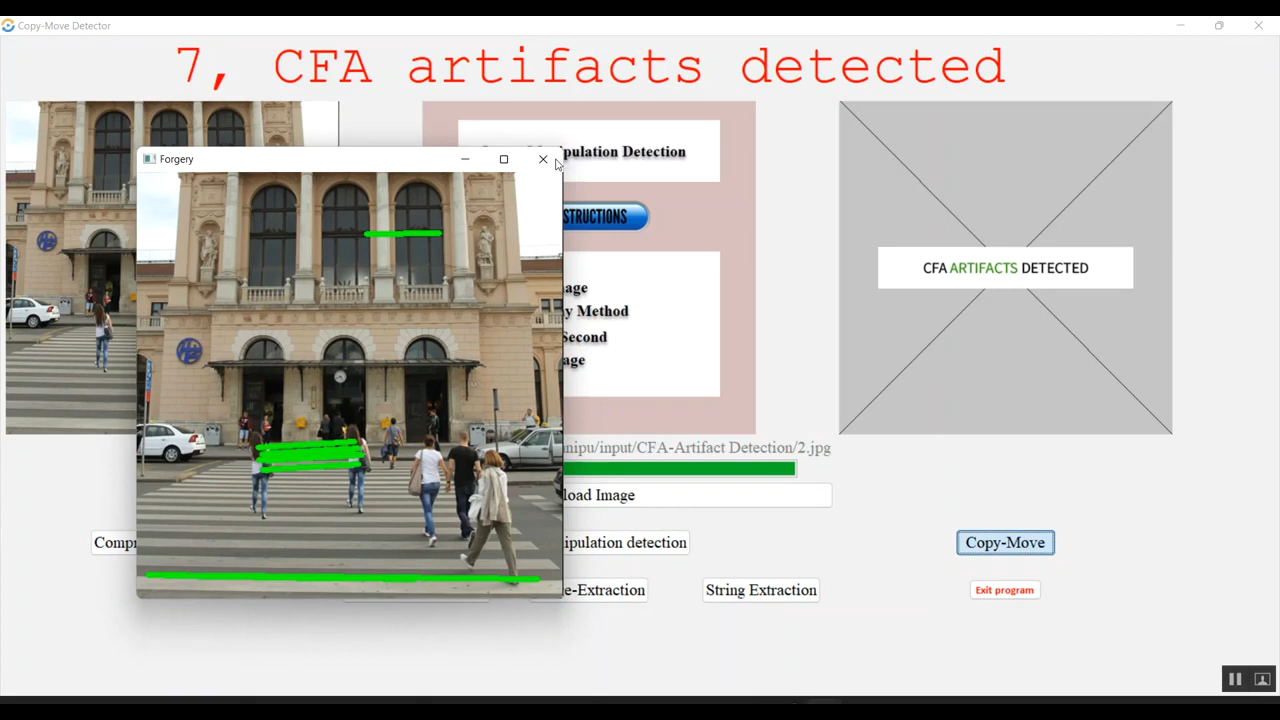 Copy-Move Detector
7, CFA artifacts detected
Forgery
pulation Detection
STRUCTIONS
age
y Method
Second
age
CFA ARTIFACTS DETECTED
nipu/input/CFA-Artifact Detection/2.jpg
load Image
Compr
ipulation detection
Copy-Move
e-Extraction
String Extraction
Exit program